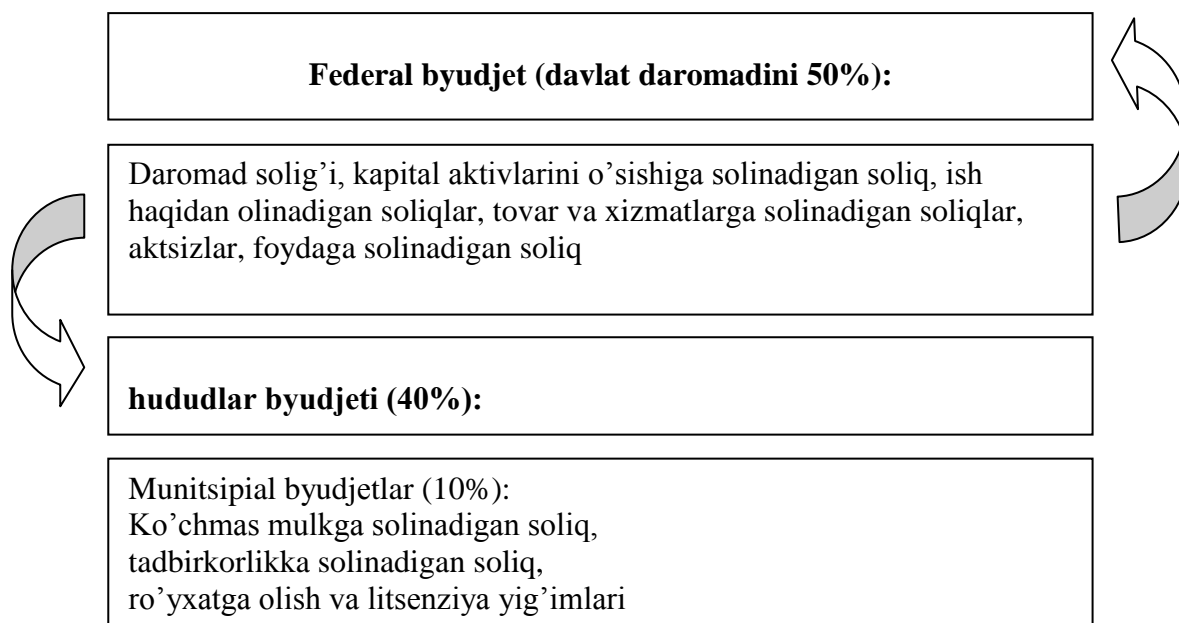 Federal byudjet (davlat daromadini 50%):
Daromad solig’i, kapital aktivlarini o’sishiga solinadigan soliq, ish
haqidan olinadigan soliqlar, tovar va xizmatlarga solinadigan soliqlar,
aktsizlar, foydaga solinadigan soliq
hududlar byudjeti (40%):
Munitsipial byudjetlar (10%):
Ko’chmas mulkga solinadigan soliq,
tadbirkorlikka solinadigan soliq,
ro’yxatga olish va litsenziya yig’imlari